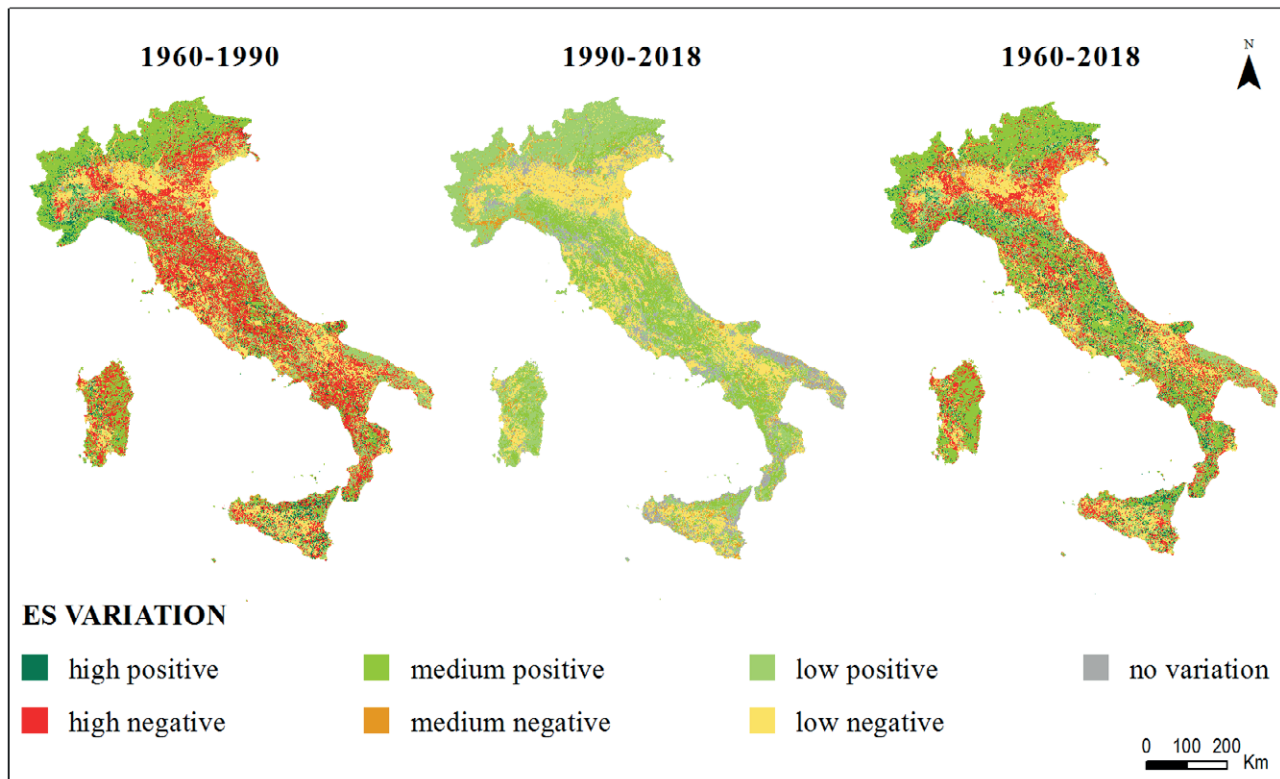 1960-1990 1990-2018 1960-2018
N
ES VARIATION
high positive medium positive low positive no variation
high negative medium negative low negative
0 100 200
Km